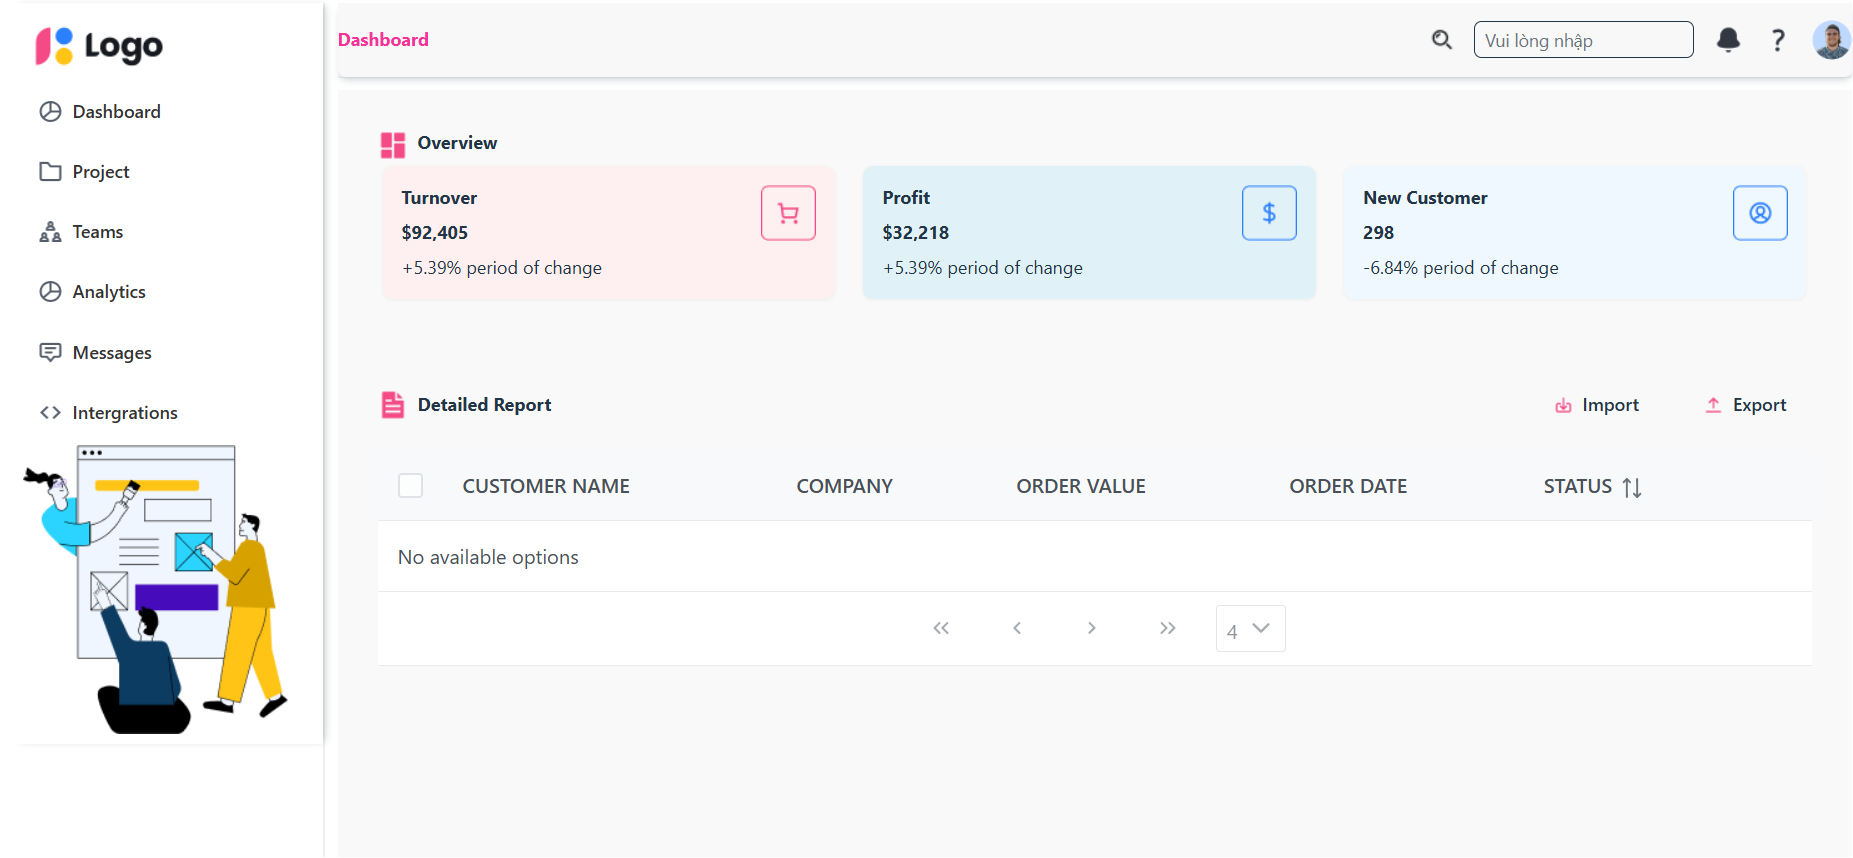 Logo
Dashboard
Project
Teams
Analytics
Messages
Intergrations
Dashboard
Vui lòng nhập
?
Overview
Turnover
$92,405
+5.39% period of change
Profit
$32,218
+5.39% period of change
$
New Customer
298
-6.84% period of change
Detailed Report
Import
Export
CUSTOMER NAME COMPANY ORDER VALUE ORDER DATE STATUS
No available options
4